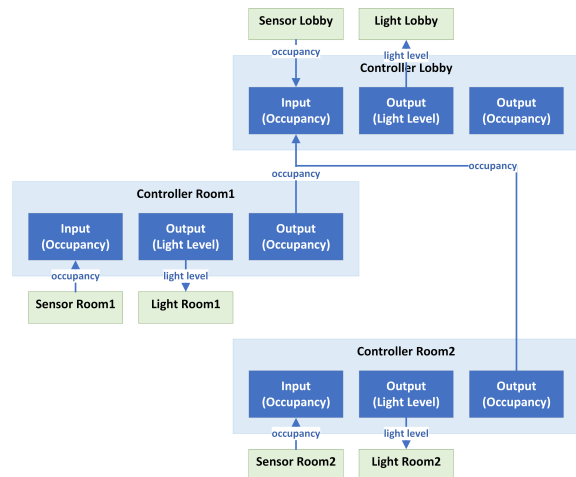 Sensor Lobby
Light Lobby
occupancy
light level
Controller Lobby
Input
(Occupancy)
Output
(Light Level)
Output
(Occupancy)
occupancy
occupancy
Controller Room1
Input
(Occupancy)
Output
(Light Level)
Output
(Occupancy)
occupancy
light level
Sensor Room1
Light Room1
Controller Room2
Input
(Occupancy)
Output
(Light Level)
Output
(Occupancy)
occupancy
light level
Sensor Room2
Light Room2